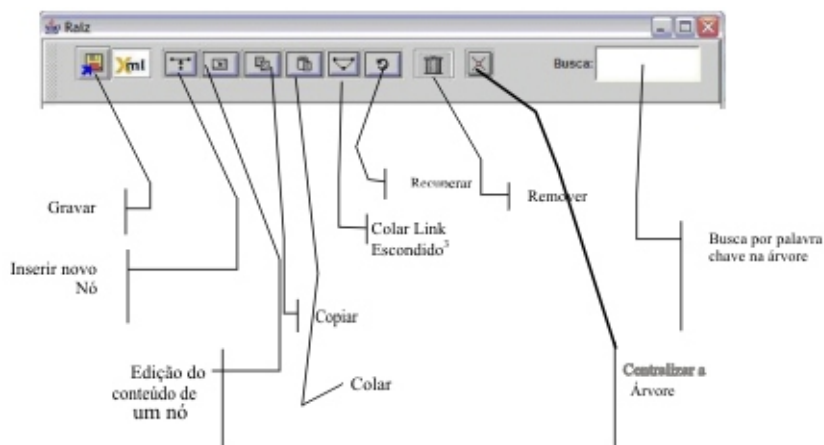 Raiz
Xml
Busca:
Gravar
Recuperar
Remover
Colar Link
Escondido³
Busca por palavra
chave na árvore
Inserir novo
Nó
Copiar
Edição do
conteúdo de
um nó
Colar
Centralizar a
Árvore